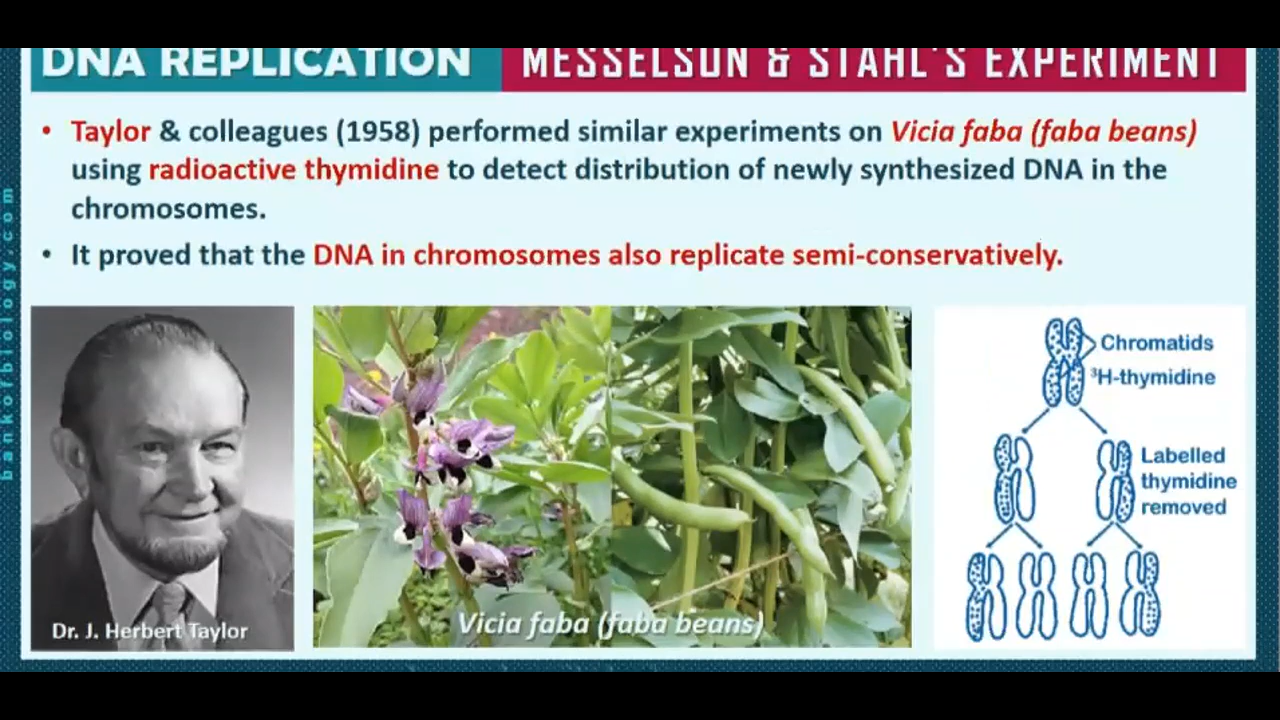 DNA REPLICATION
MESSELSON & STAHL'S EXPERIMENT
• Taylor & colleagues (1958) performed similar experiments on Vicia faba (faba beans)
using radioactive thymidine to detect distribution of newly synthesized DNA in the
chromosomes.
• It proved that the DNA in chromosomes also replicate semi-conservatively.
bankofbiology.com
Dr. J. Herbert Taylor
Vicia faba (faba beans)
Chromatids
³H-thymidine
Labelled
thymidine
removed